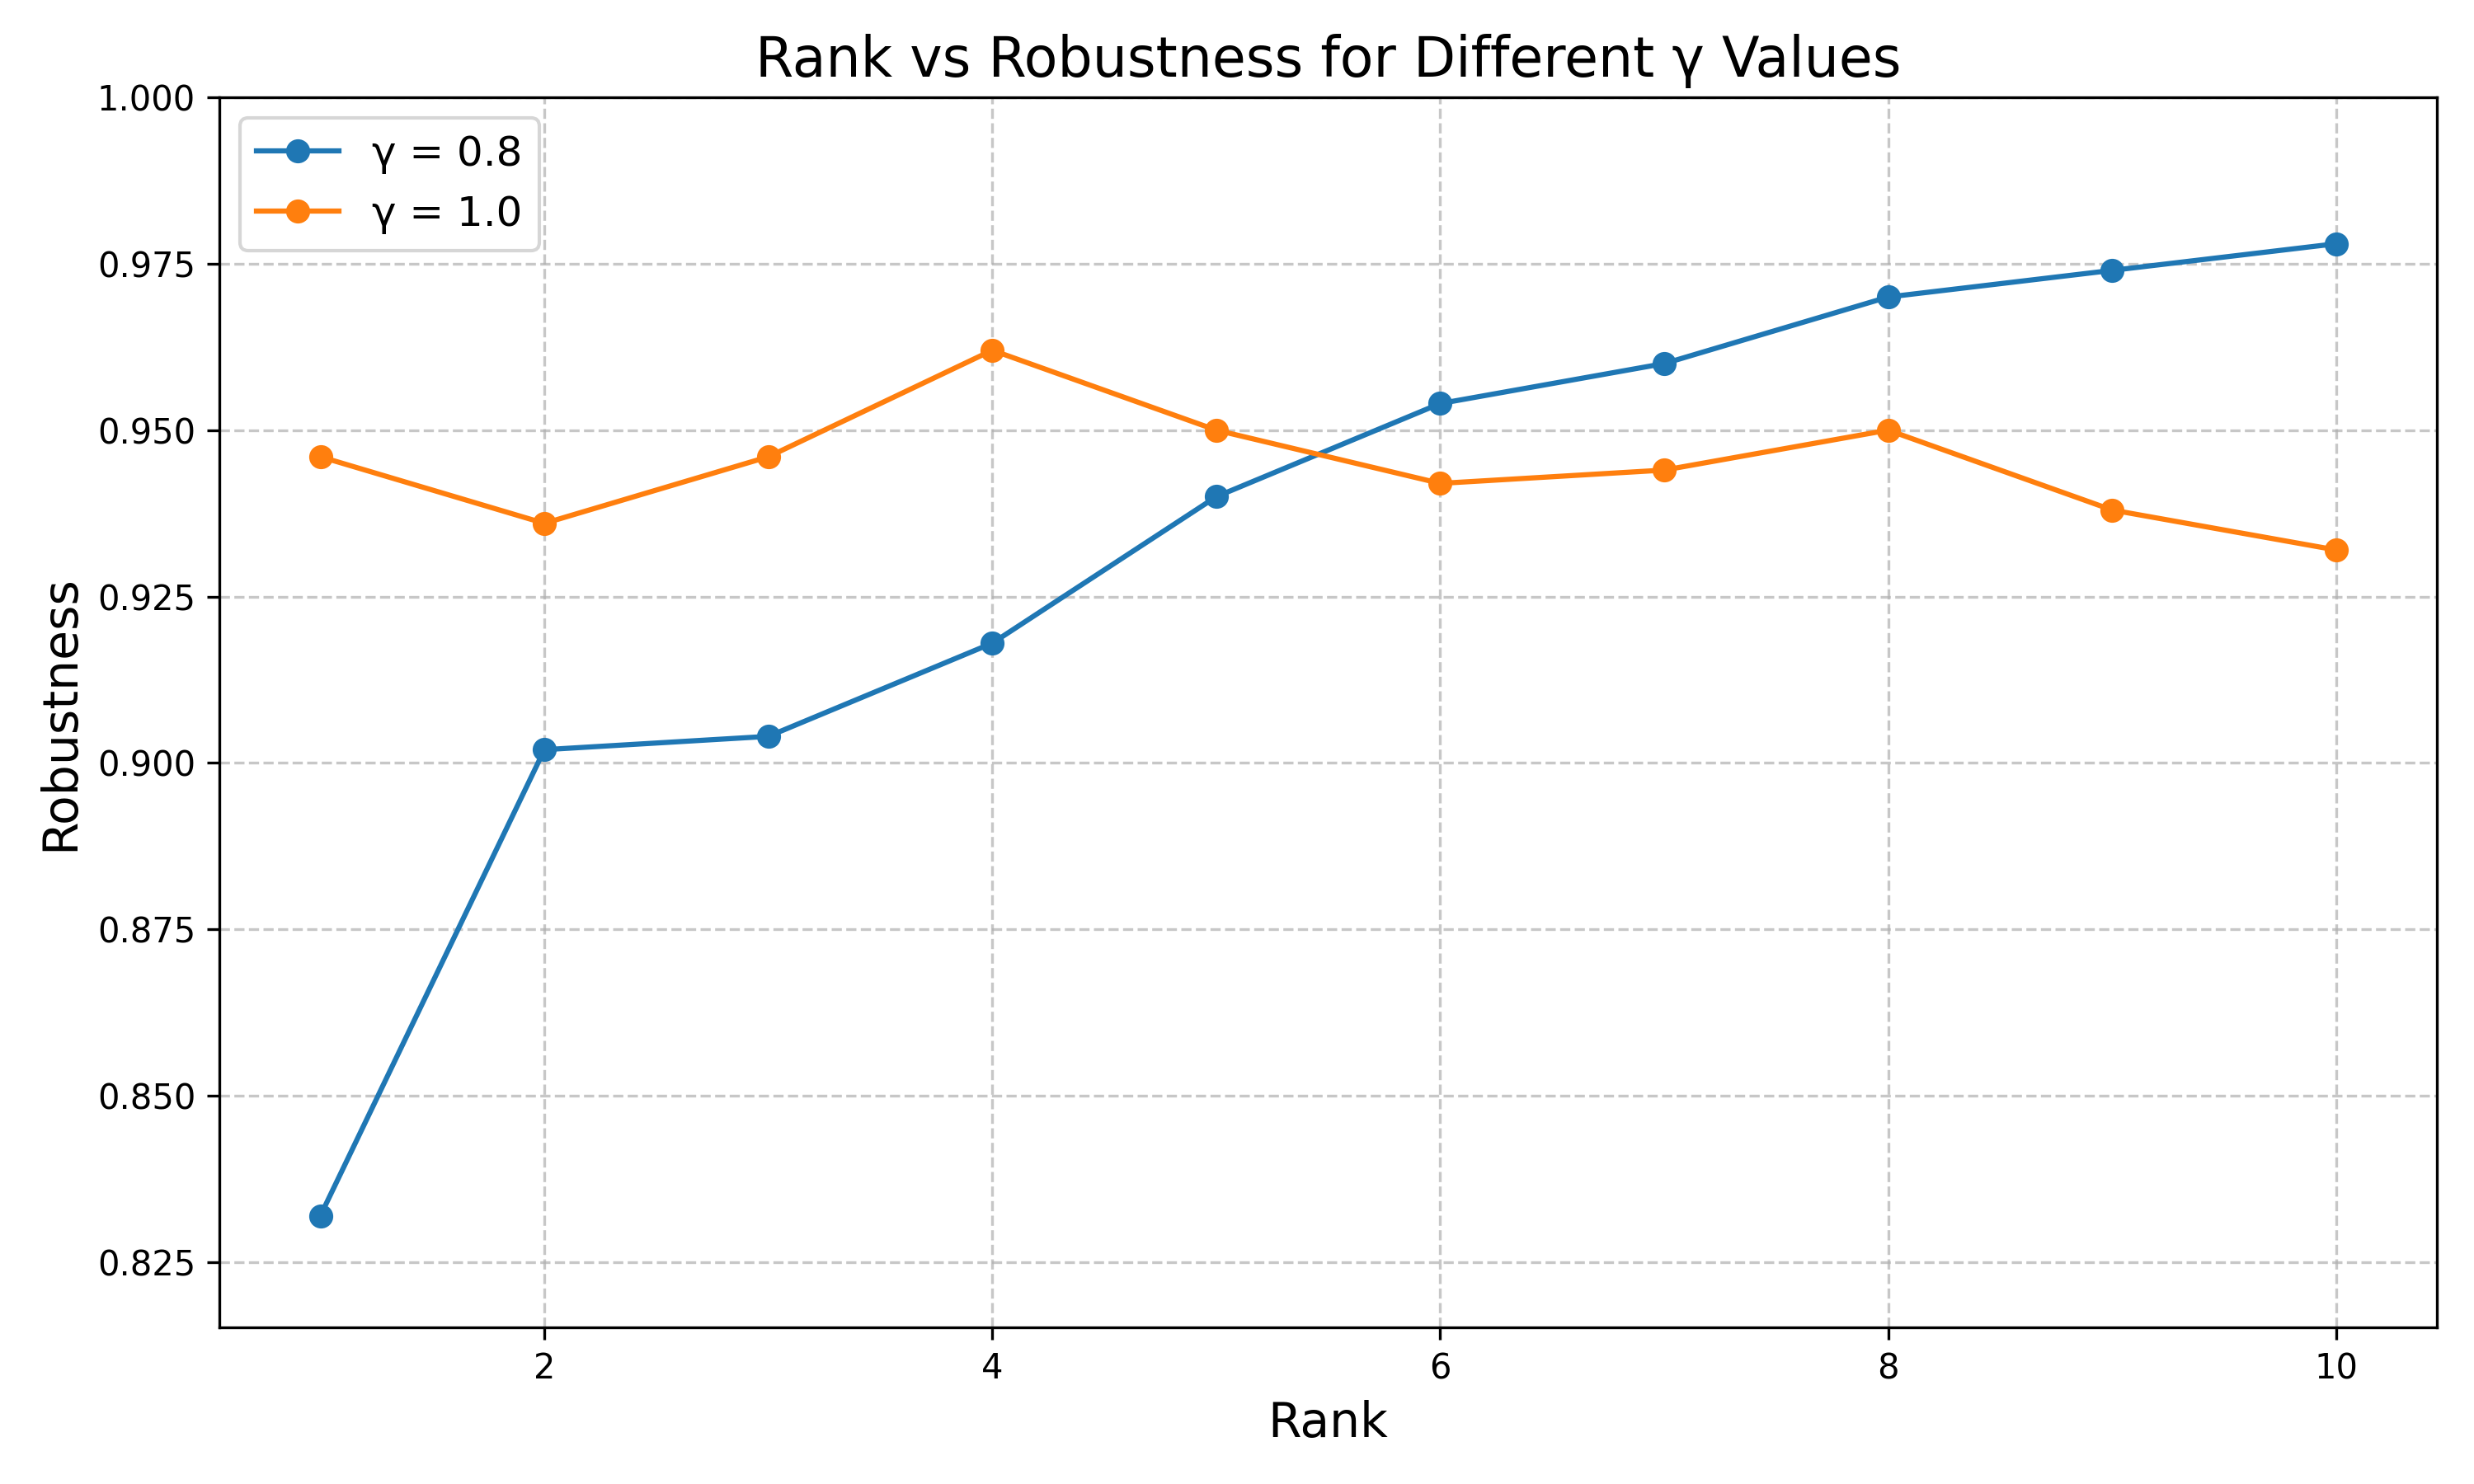 Rank vs Robustness for Different γ Values
γ = 0.8
γ = 1.0
1.000
0.975
0.950
0.925
0.900
0.875
0.850
0.825
Robustness
2
4
6
8
10
Rank